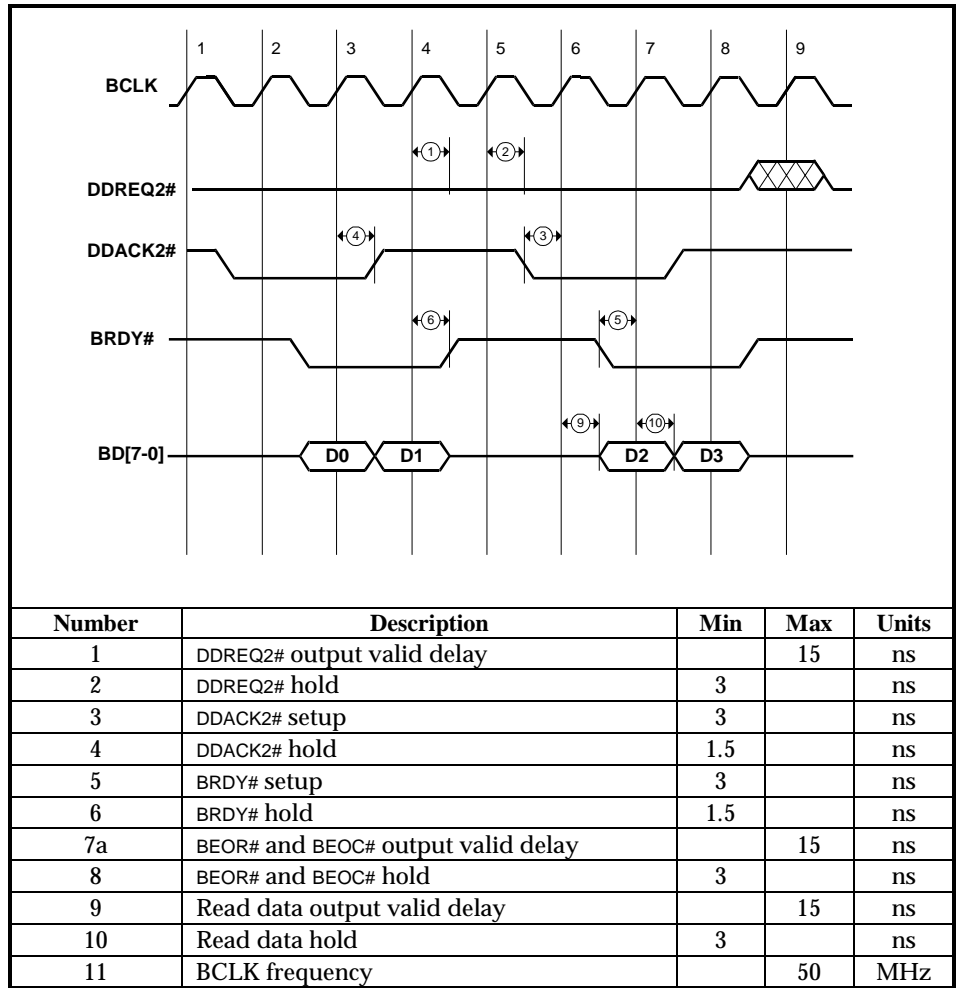 1 2 3 4 5 6 7 8 9
BCLK
1 2
DDREQ2#
4 3
DDACK2#
6 5
BRDY#
9 10
BD[7-0] D0 D1 D2 D3
Number Description Min Max Units
1 DDREQ2# output valid delay 15 ns
2 DDREQ2# hold 3 ns
3 DDACK2# setup 3 ns
4 DDACK2# hold 1.5 ns
5 BRDY# setup 3 ns
6 BRDY# hold 1.5 ns
7a BEOR# and BEOC# output valid delay 15 ns
8 BEOR# and BEOC# hold 3 ns
9 Read data output valid delay 15 ns
10 Read data hold 3 ns
11 BCLK frequency 50 MHz